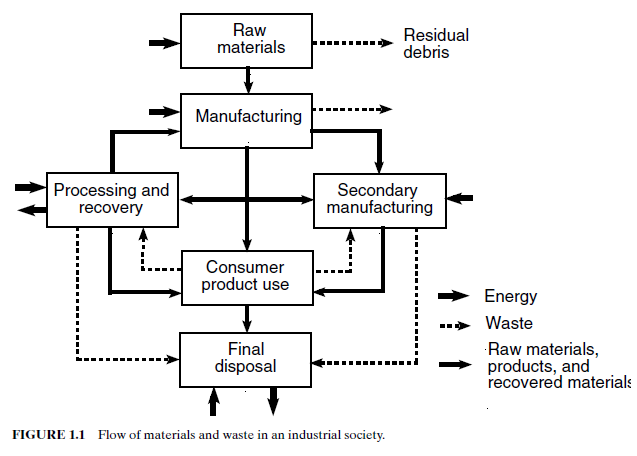 Raw
materials
Residual
debris
Manufacturing
Processing and
recovery
Secondary
manufacturing
Consumer
product use
Final
disposal
Energy
Waste
Raw materials,
products, and
recovered materials
FIGURE 1.1 Flow of materials and waste in an industrial society.